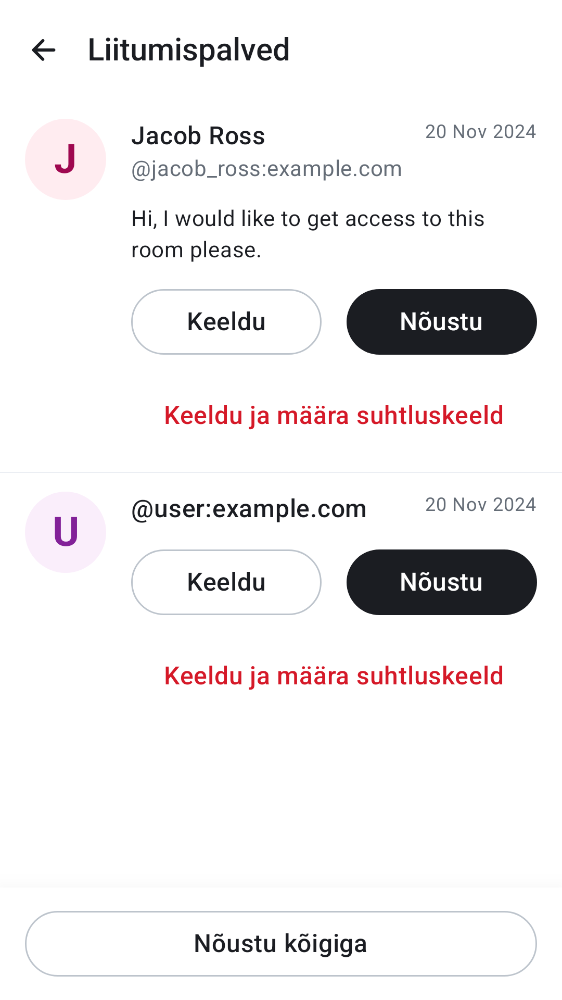 Liitumispalved
J
Jacob Ross
20 Nov 2024
@jacob_ross:example.com
Hi, I would like to get access to this
room please.
Keeldu
Nõustu
Keeldu ja määra suhtluskeeld
U
@user:example.com
20 Nov 2024
Keeldu
Nõustu
Keeldu ja määra suhtluskeeld
Nõustu kõigiga